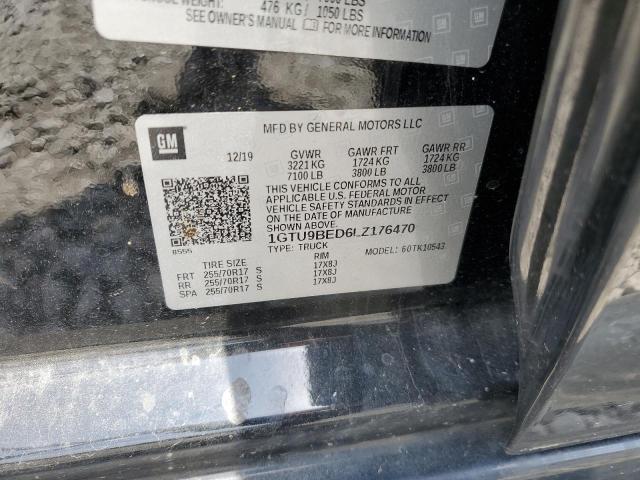 476 KG/ 1050 LBS
SEE OWNER'S MANUAL FOR MORE INFORMATION
GM
MFD BY GENERAL MOTORS LLC
12/19 GVWR GAWR FRT GAWR RR
3221 KG 1724 KG 1724 KG
7100 LB 3800 LB 3800 LB
THIS VEHICLE CONFORMS TO ALL
APPLICABLE U.S. FEDERAL MOTOR
VEHICLE SAFETY STANDARDS IN EFFECT
ON THE DATE OF MANUFACTURE SHOWN ABOVE.
1GTU9BED6LZ176470
8555 TYPE: TRUCK MODEL: 60TK10543
TIRE SIZE RIM
FRT 255/70R17 S 17X8J
RR 255/70R17 S 17X8J
SPA 255/70R17 S 17X8J